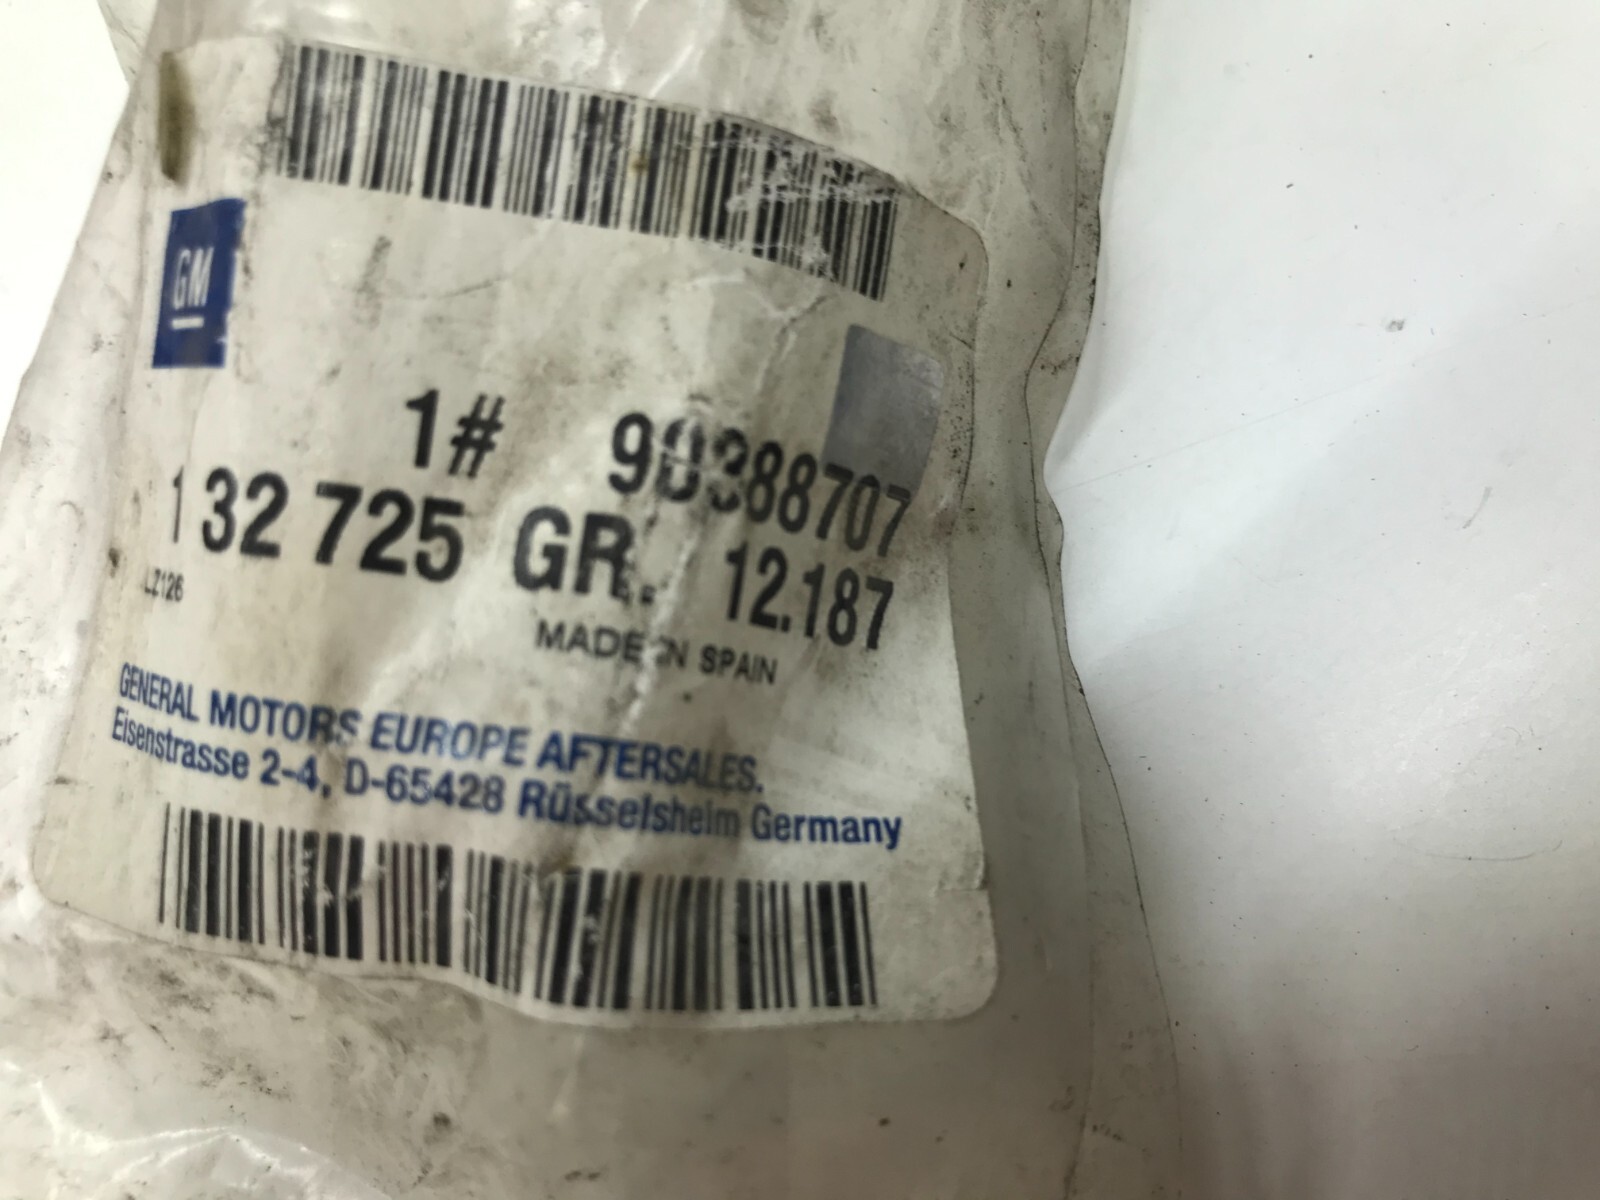 GM
1# 90388707
1 32 725 GR. 12.187
LZ126
MADE IN SPAIN
GENERAL MOTORS EUROPE AFTERSALES.
Eisenstrasse 2-4, D-65428 Rüsselsheim Germany